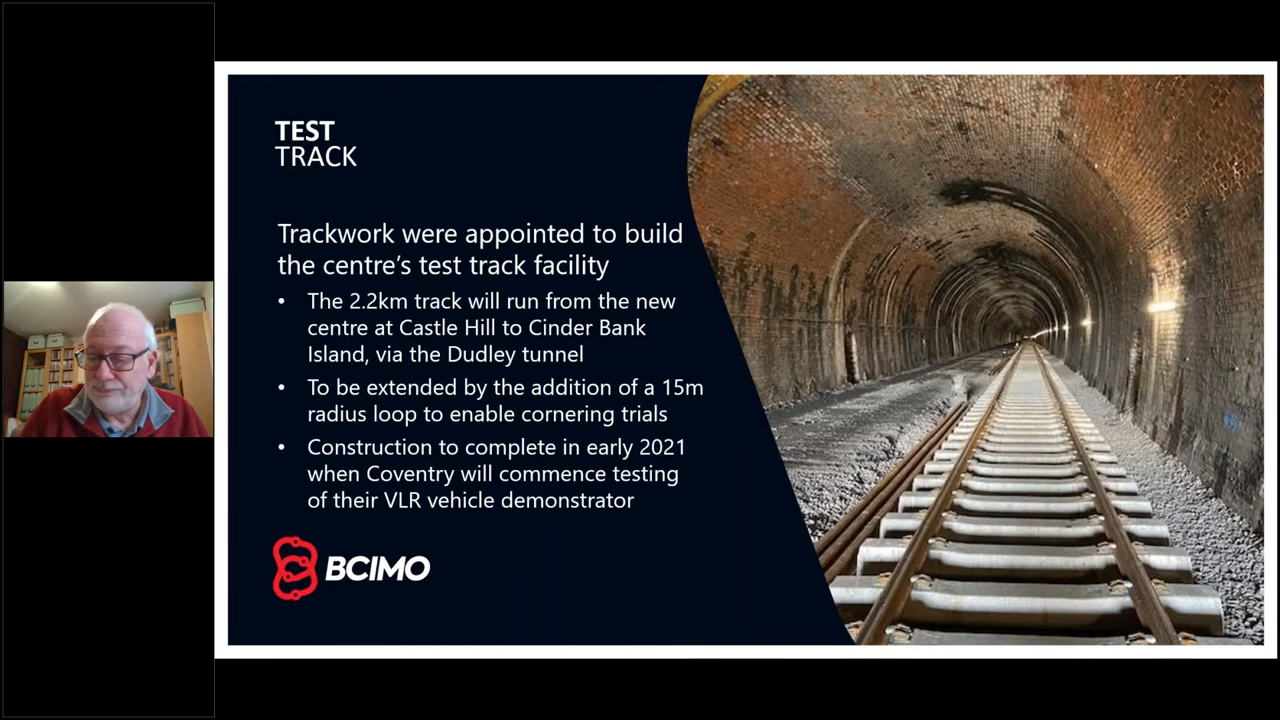 TEST
TRACK
Trackwork were appointed to build
the centre’s test track facility
• The 2.2km track will run from the new
centre at Castle Hill to Cinder Bank
Island, via the Dudley tunnel
• To be extended by the addition of a 15m
radius loop to enable cornering trials
• Construction to complete in early 2021
when Coventry will commence testing
of their VLR vehicle demonstrator
BCIMO